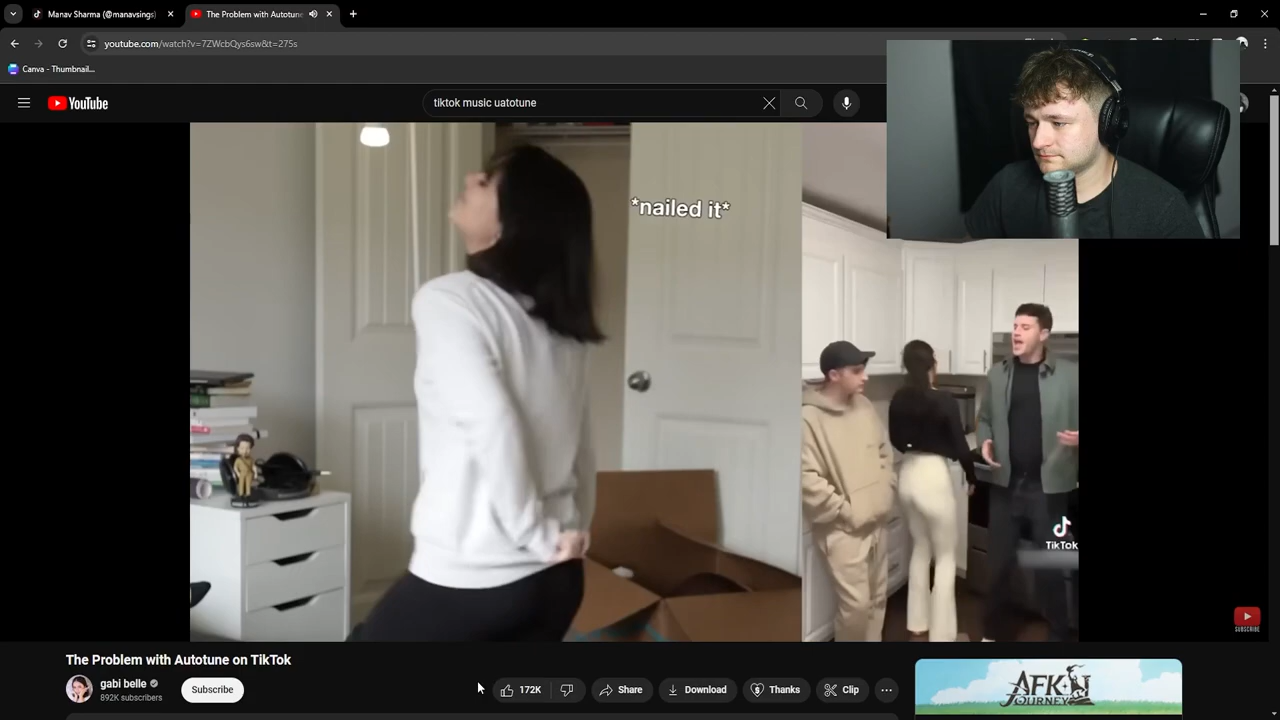 Manav Sharma (@manavsings)
The Problem with Autotune
youtube.com/watch?v=7ZWcbQys6sw&t=275s
Canva - Thumbnail...
YouTube
tiktok music uatotune
*nailed it*
TikTok
SUBSCRIBE
The Problem with Autotune on TikTok
gabi belle
892K subscribers
Subscribe
172K
Share
Download
Thanks
Clip
AFK
JOURNEY